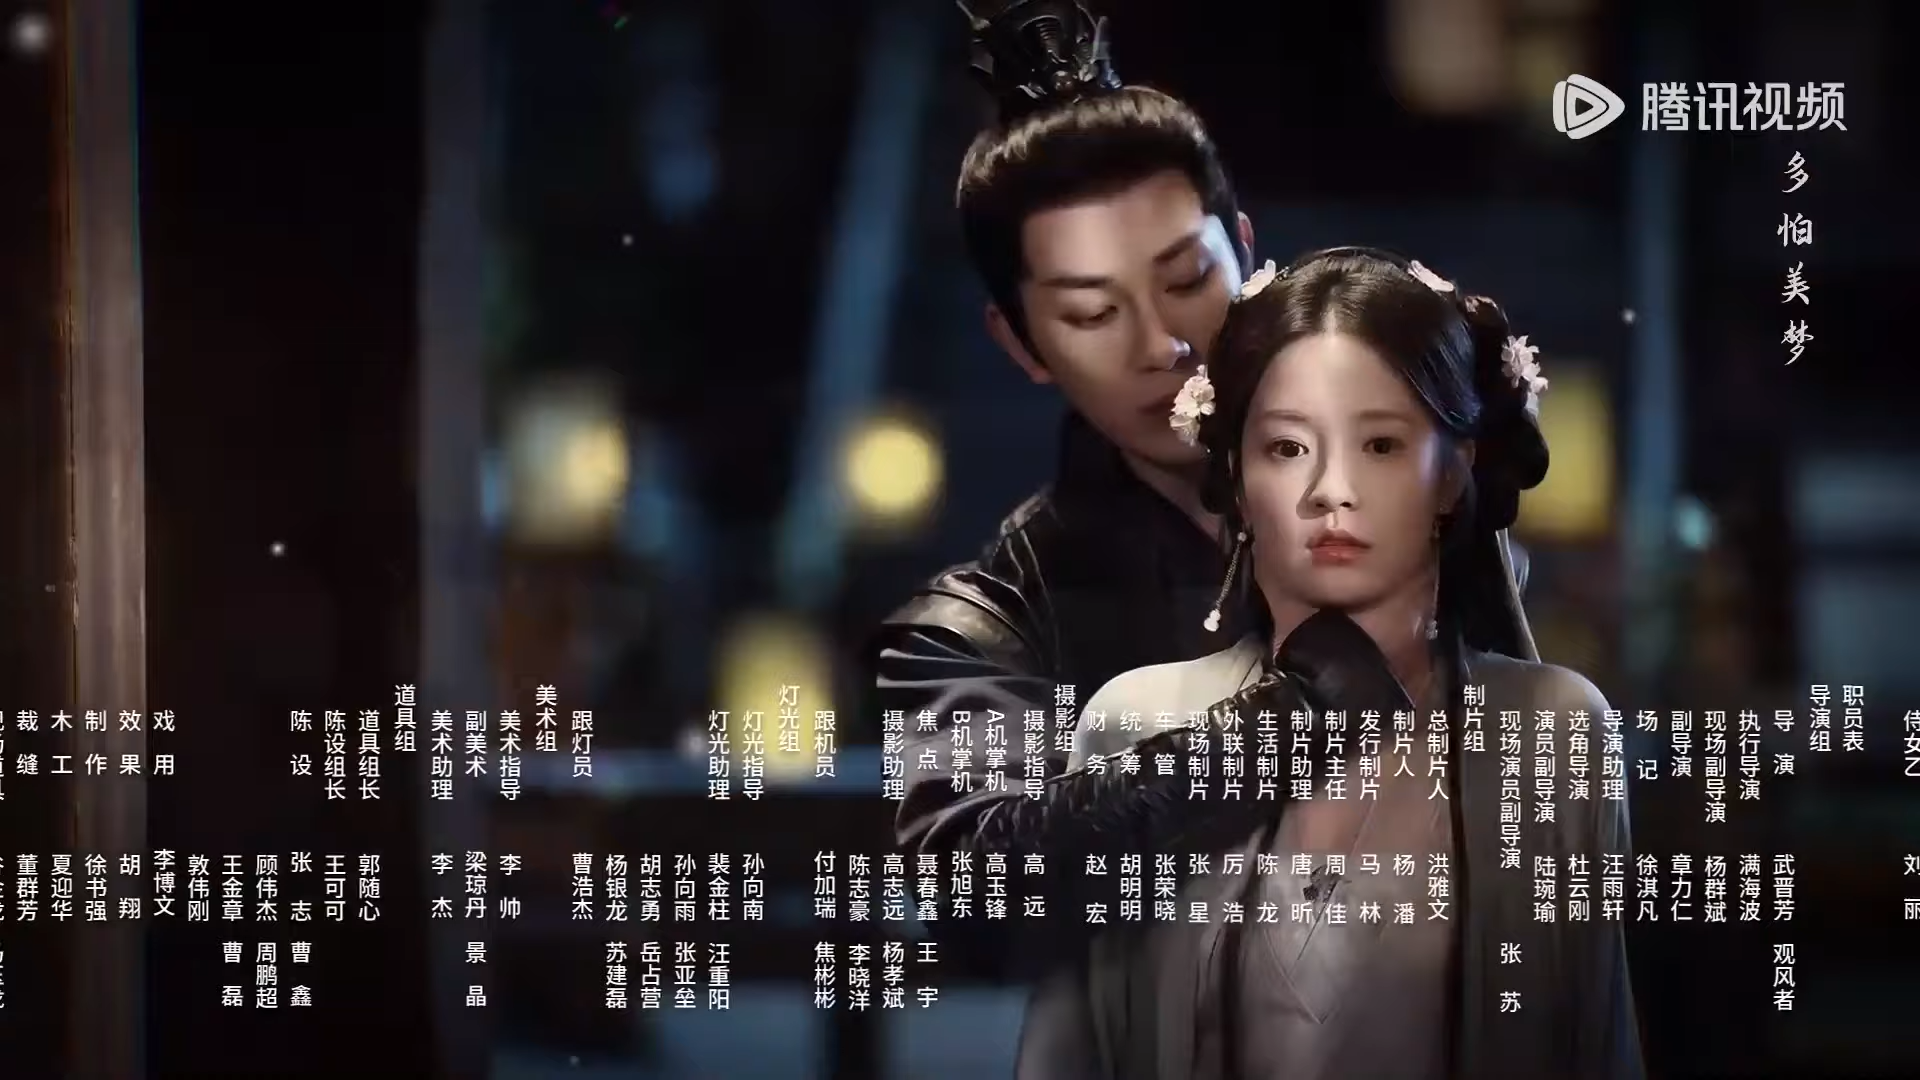 腾讯视频
多怕美梦
侍女乙 刘丽
职员表
导演组
导演 武晋芳 观风者
执行导演 满海波
现场副导演 杨群斌
副导演 章力仁
场记 徐淇凡
导演助理 汪雨轩
选角导演 杜云刚
演员副导演 陆琬瑜
现场演员副导演 张苏
制片组
总制片人 洪雅文
制片人 杨潘
发行制片 马林
制片主任 周佳
制片助理 唐昕
生活制片 陈龙
外联制片 厉浩
现场制片 张星
车管 张荣晓
统筹 胡明明
财务 赵宏
摄影组
摄影指导 高远
A机掌机 高玉锋
B机掌机 张旭东
焦点 聂春鑫 王宇
摄影助理 高志远 杨孝斌
陈志豪 李晓洋
跟机员 付加瑞 焦彬彬
灯光组
灯光指导 孙向南
灯光助理 裴金柱 汪重阳
孙向雨 张亚垒
胡志勇 岳占营
杨银龙 苏建磊
跟灯员 曹浩杰
美术组
美术指导 李帅
副美术 梁琼丹 景晶
美术助理 李杰
道具组
道具组长 郭随心
陈设组长 王可可
陈设 张志 曹鑫
顾伟杰 周鹏超
王金章 曹磊
敦伟刚
戏用 李博文
效果 胡翔
制作 徐书强
木工 夏迎华
裁缝 董群芳